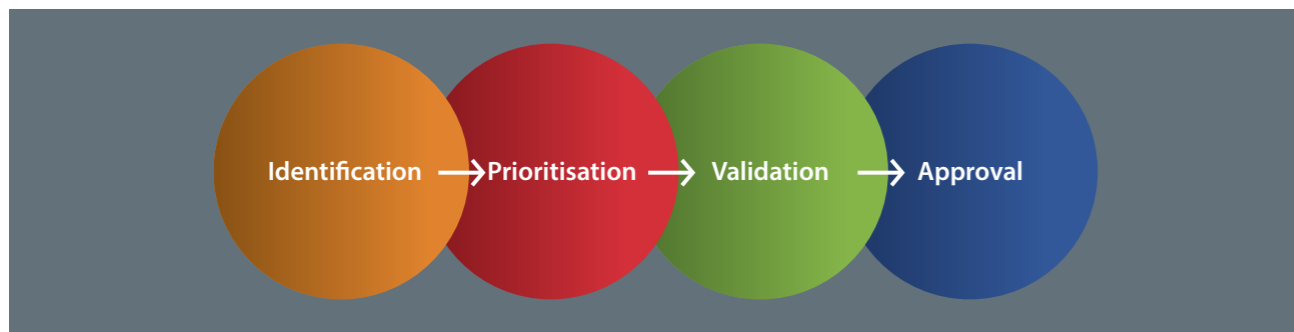 Identification → Prioritisation → Validation → Approval